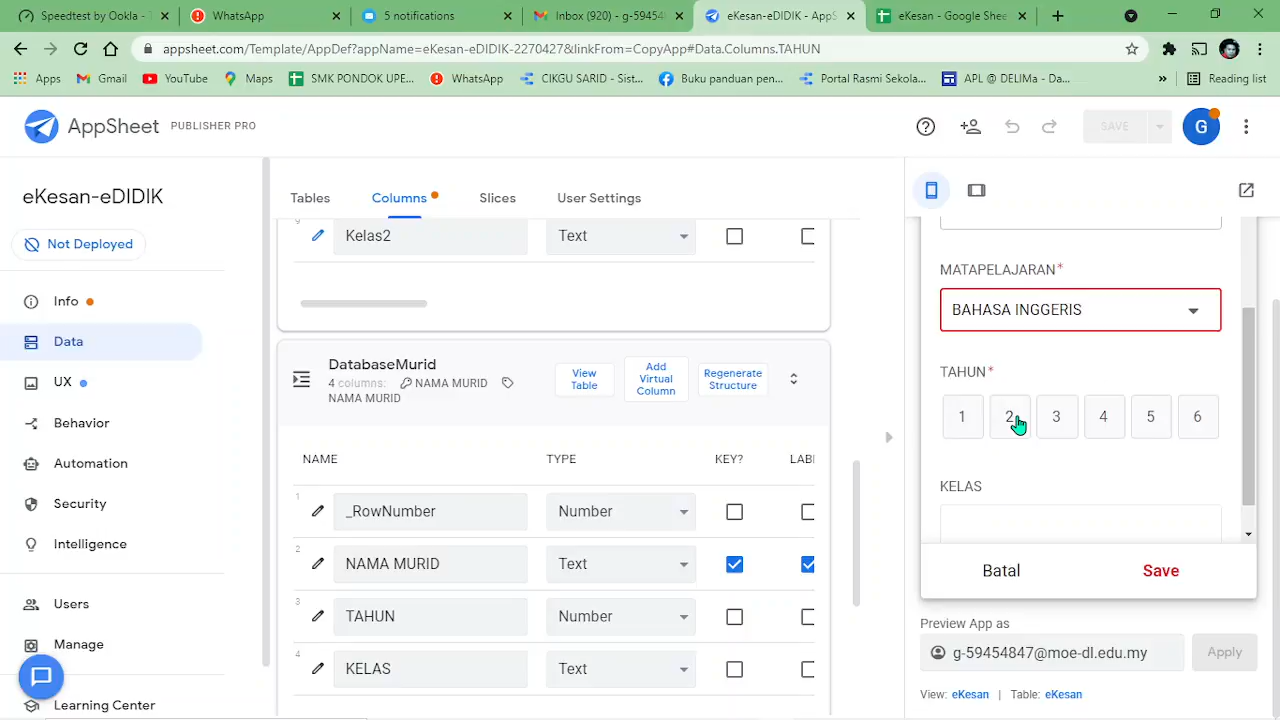 Speedtest by Ookla - T
WhatsApp
5 notifications
Inbox (920) - g-59454
eKesan-eDIDIK - AppS
eKesan - Google Shee
appsheet.com/Template/AppDef?appName=eKesan-eDIDIK-2270427&linkFrom=CopyApp#Data.Columns.TAHUN
Apps
Gmail
YouTube
Maps
SMK PONDOK UPE...
WhatsApp
CIKGU SARID - Sist...
Buku panduan pen...
Portal Rasmi Sekola...
APL @ DELIMa - Da...
Reading list
AppSheet PUBLISHER PRO
SAVE
G
eKesan-eDIDIK
Not Deployed
Info
Data
UX
Behavior
Automation
Security
Intelligence
Users
Manage
Learning Center
Tables Columns Slices User Settings
9 Kelas2 Text
DatabaseMurid
4 columns: NAMA MURID
NAMA MURID
View Table
Add Virtual Column
Regenerate Structure
NAME TYPE KEY?
1 _RowNumber Number
2 NAMA MURID Text
3 TAHUN Number
4 KELAS Text
MATAPELAJARAN*
BAHASA INGGERIS
TAHUN*
1 2 3 4 5 6
KELAS
Batal Save
Preview App as
g-59454847@moe-dl.edu.my Apply
View: eKesan | Table: eKesan